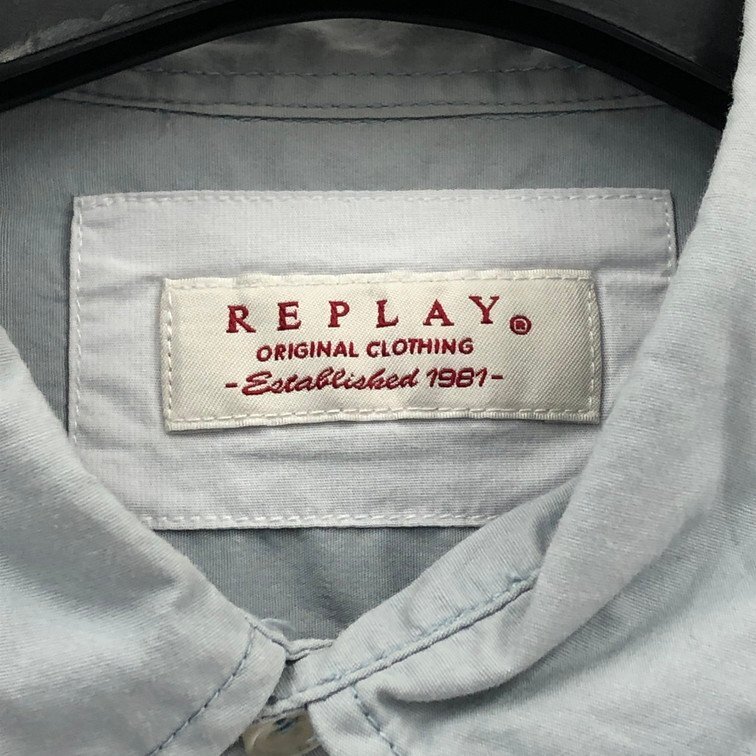 REPLAY®
ORIGINAL CLOTHING
-Established 1981-